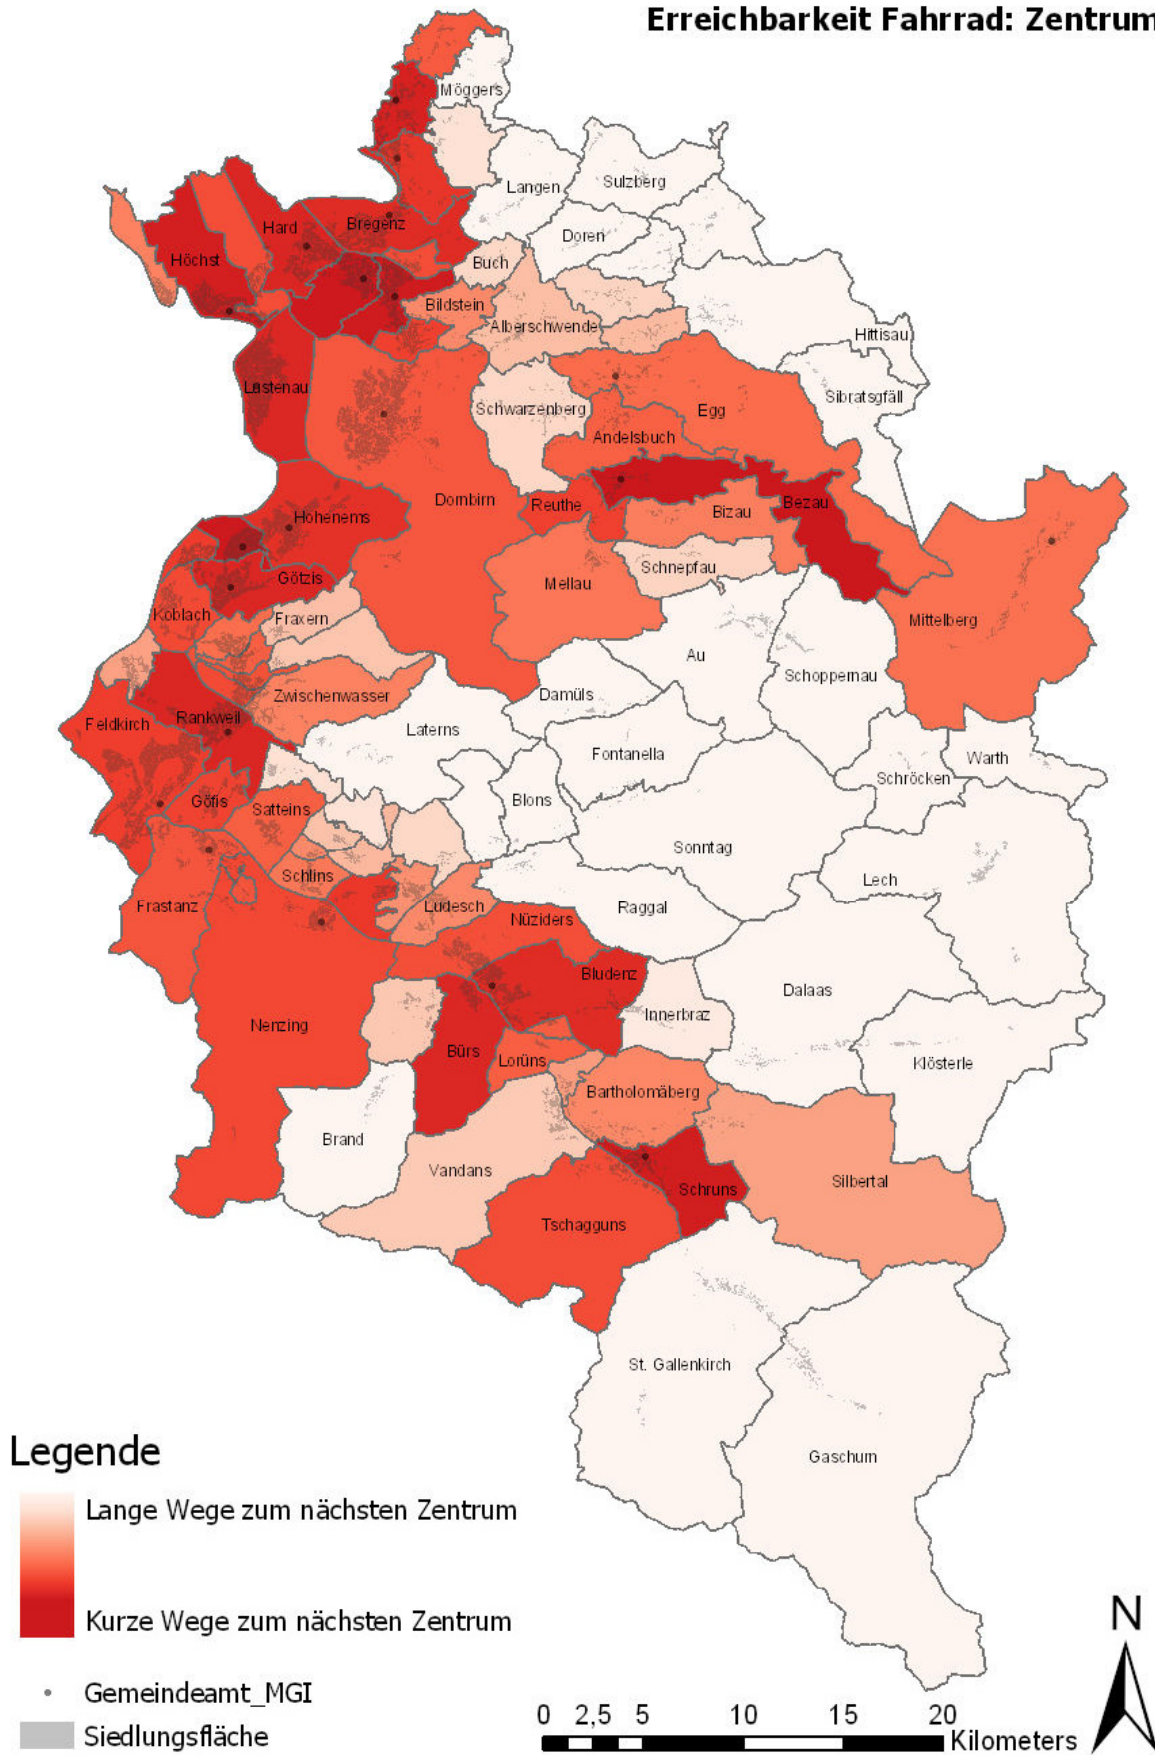 Erreichbarkeit Fahrrad: Zentrum
Möggers
Langen
Sulzberg
Doren
Hard
Bregenz
Höchst
Buch
Bildstein
Alberschwende
Hittisau
Lustenau
Sibratsgfäll
Schwarzenberg
Egg
Andelsbuch
Dornbirn
Reuthe
Bezau
Bizau
Hohenems
Schnepfau
Götzis
Mellau
Koblach
Fraxern
Mittelberg
Au
Schoppernau
Damüls
Zwischenwasser
Feldkirch
Rankweil
Laterns
Fontanella
Warth
Schröcken
Blons
Göfis
Satteins
Sonntag
Schlins
Lech
Frastanz
Ludesch
Raggal
Nüziders
Bludenz
Dalaas
Innerbraz
Nenzing
Bürs
Lorüns
Klösterle
Bartholomäberg
Brand
Vandans
Silbertal
Schruns
Tschagguns
St. Gallenkirch
Gaschurn
Legende
Lange Wege zum nächsten Zentrum
Kurze Wege zum nächsten Zentrum
Gemeindeamt_MGI
Siedlungsfläche
0 2,5 5 10 15 20
Kilometers
N